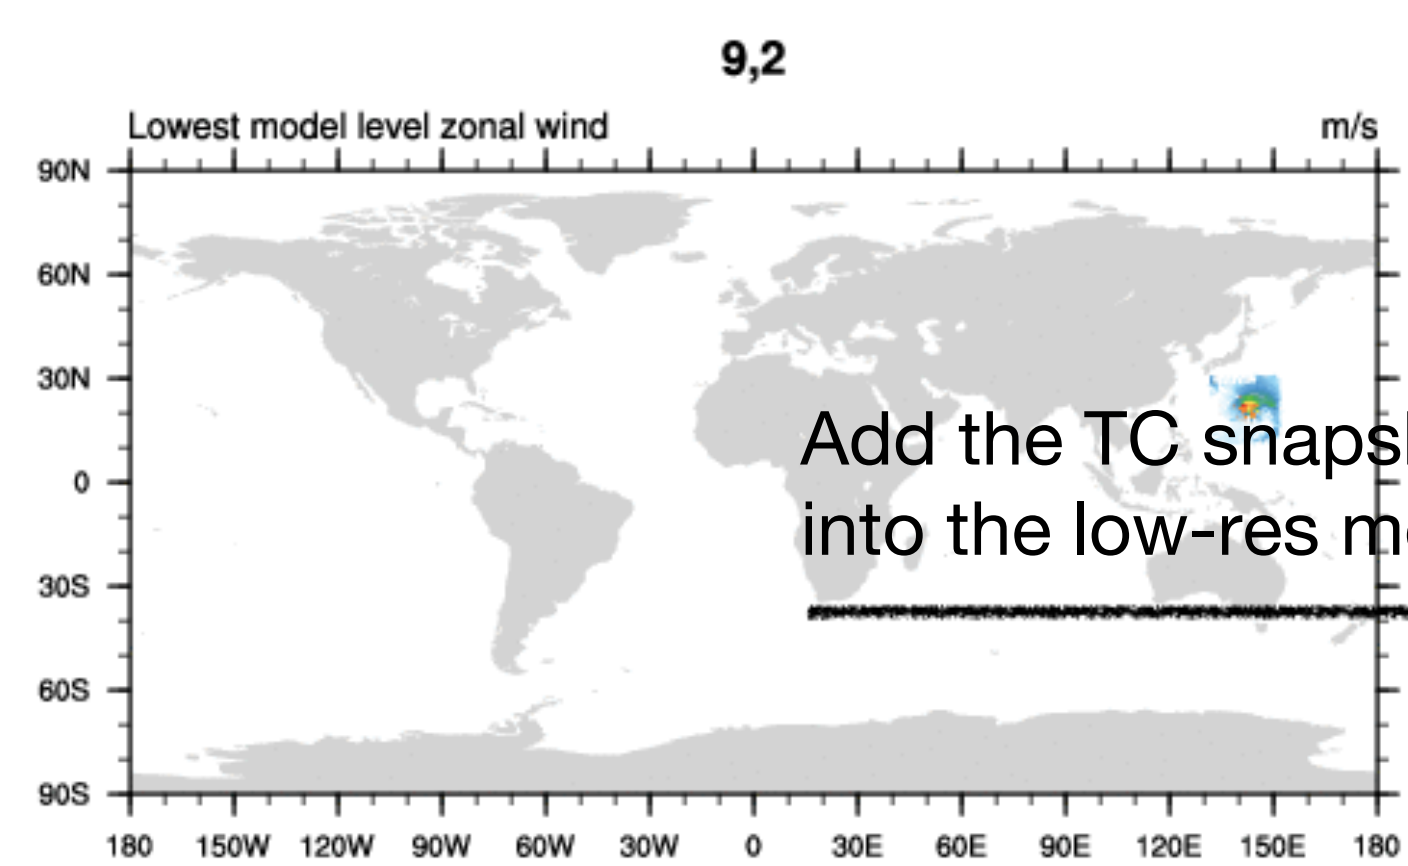 9,2
Lowest model level zonal wind m/s
90N
60N
30N
Add the TC
into the low-res
0
30S
60S
90S
180 150W 120W 90W 60W 30W 0 30E 60E 90E 120E 150E 180